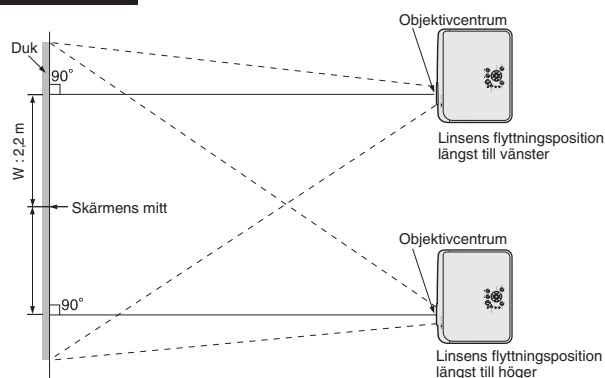 Objektivcentrum
Duk
90°
W : 2,2 m
Linsens flyttningsposition
längst till vänster
Skärmens mitt
Objektivcentrum
90°
Linsens flyttningsposition
längst till höger